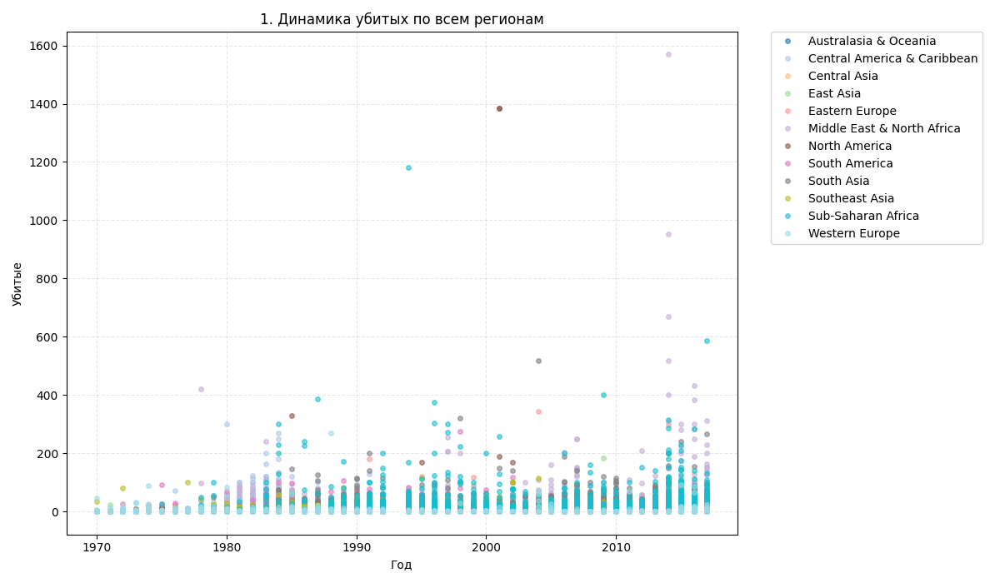 1. Динамика убитых по всем регионам
1600
1400
1200
1000
800
600
400
200
0
Убитые
1970
1980
1990
2000
2010
Год
Australasia & Oceania
Central America & Caribbean
Central Asia
East Asia
Eastern Europe
Middle East & North Africa
North America
South America
South Asia
Southeast Asia
Sub-Saharan Africa
Western Europe